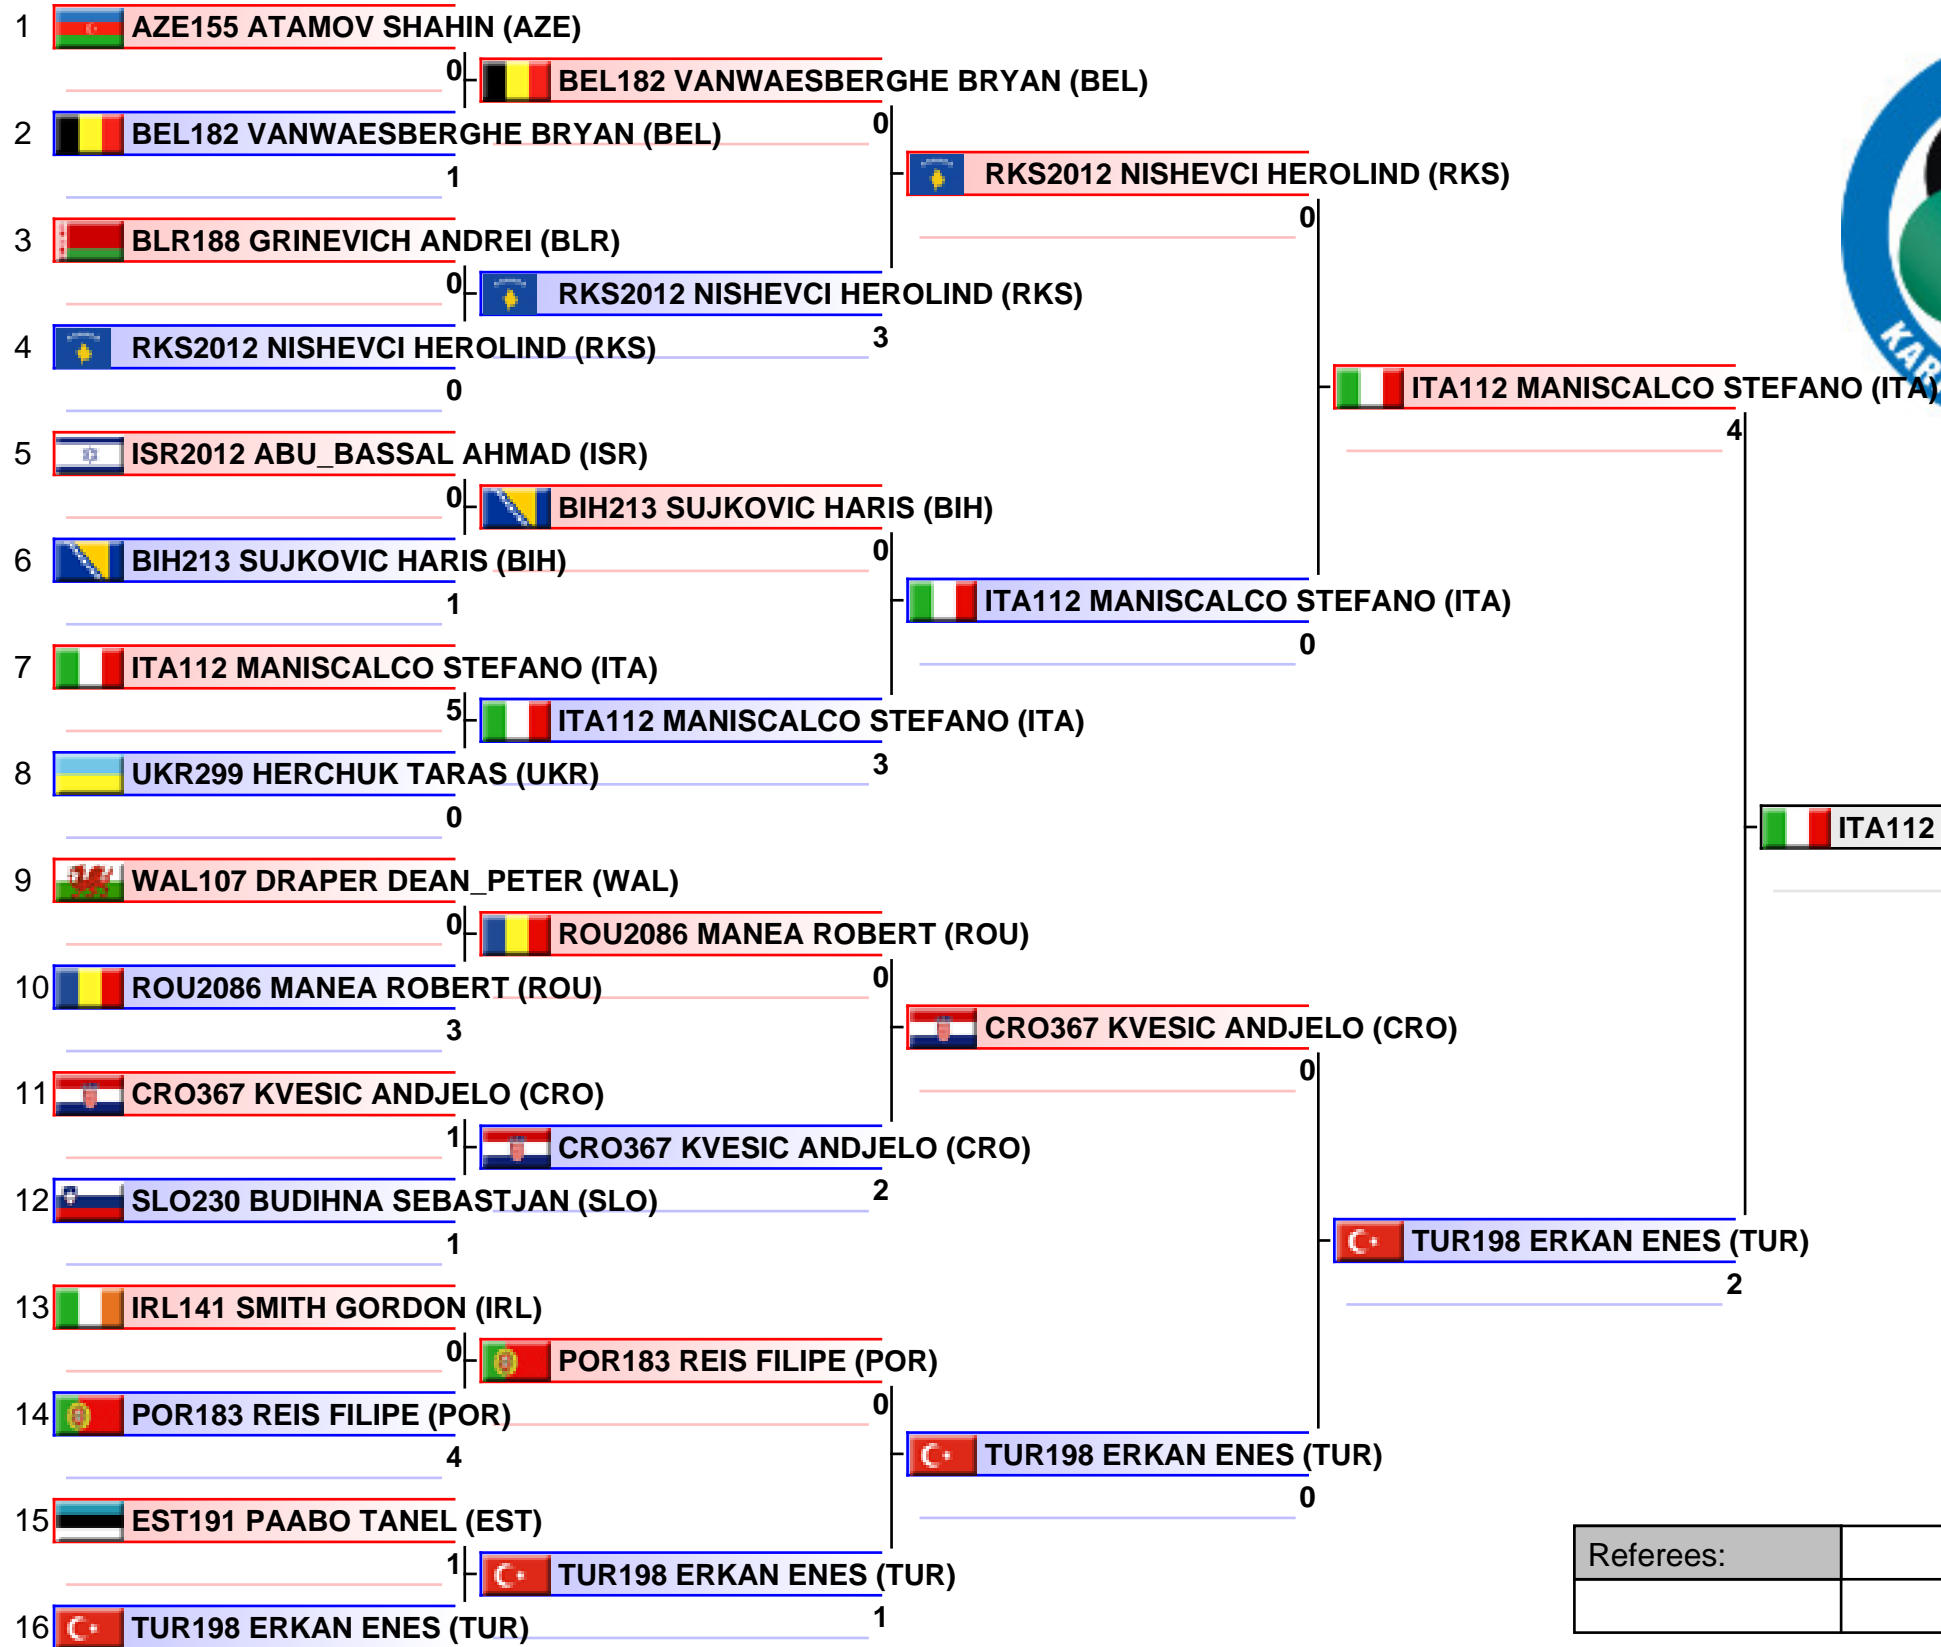 1 AZE155 ATAMOV SHAHIN (AZE)
0
BEL182 VANWAESBERGHE BRYAN (BEL)
0
2 BEL182 VANWAESBERGHE BRYAN (BEL)
1
RKS2012 NISHEVCI HEROLIND (RKS)
0
3 BLR188 GRINEVICH ANDREI (BLR)
0
RKS2012 NISHEVCI HEROLIND (RKS)
3
4 RKS2012 NISHEVCI HEROLIND (RKS)
0
ITA112 MANISCALCO STEFANO (ITA)
4
5 ISR2012 ABU_BASSAL AHMAD (ISR)
0
BIH213 SUJKOVIC HARIS (BIH)
0
6 BIH213 SUJKOVIC HARIS (BIH)
1
ITA112 MANISCALCO STEFANO (ITA)
0
7 ITA112 MANISCALCO STEFANO (ITA)
5
ITA112 MANISCALCO STEFANO (ITA)
3
8 UKR299 HERCHUK TARAS (UKR)
0
ITA112
9 WAL107 DRAPER DEAN_PETER (WAL)
0
ROU2086 MANEA ROBERT (ROU)
0
10 ROU2086 MANEA ROBERT (ROU)
3
CRO367 KVESIC ANDJELO (CRO)
0
11 CRO367 KVESIC ANDJELO (CRO)
1
CRO367 KVESIC ANDJELO (CRO)
2
12 SLO230 BUDIHNA SEBASTJAN (SLO)
1
TUR198 ERKAN ENES (TUR)
2
13 IRL141 SMITH GORDON (IRL)
0
POR183 REIS FILIPE (POR)
0
14 POR183 REIS FILIPE (POR)
4
TUR198 ERKAN ENES (TUR)
0
15 EST191 PAABO TANEL (EST)
1
TUR198 ERKAN ENES (TUR)
1
16 TUR198 ERKAN ENES (TUR)
Referees: